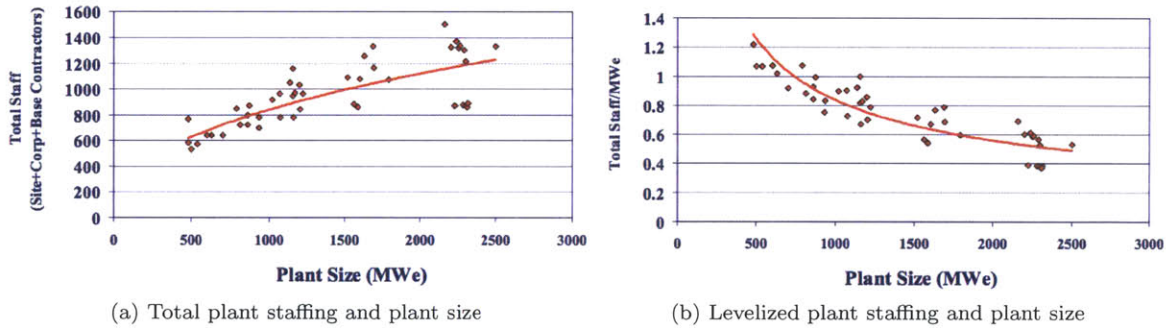 Total Staff
(Site+Corp+Base Contractors)
1600
1400
1200
1000
800
600
400
200
0
0 500 1000 1500 2000 2500 3000
Plant Size (MWe)
(a) Total plant staffing and plant size
Total Staff/MWe
1.4
1.2
1
0.8
0.6
0.4
0.2
0
0 500 1000 1500 2000 2500 3000
Plant Size (MWe)
(b) Levelized plant staffing and plant size